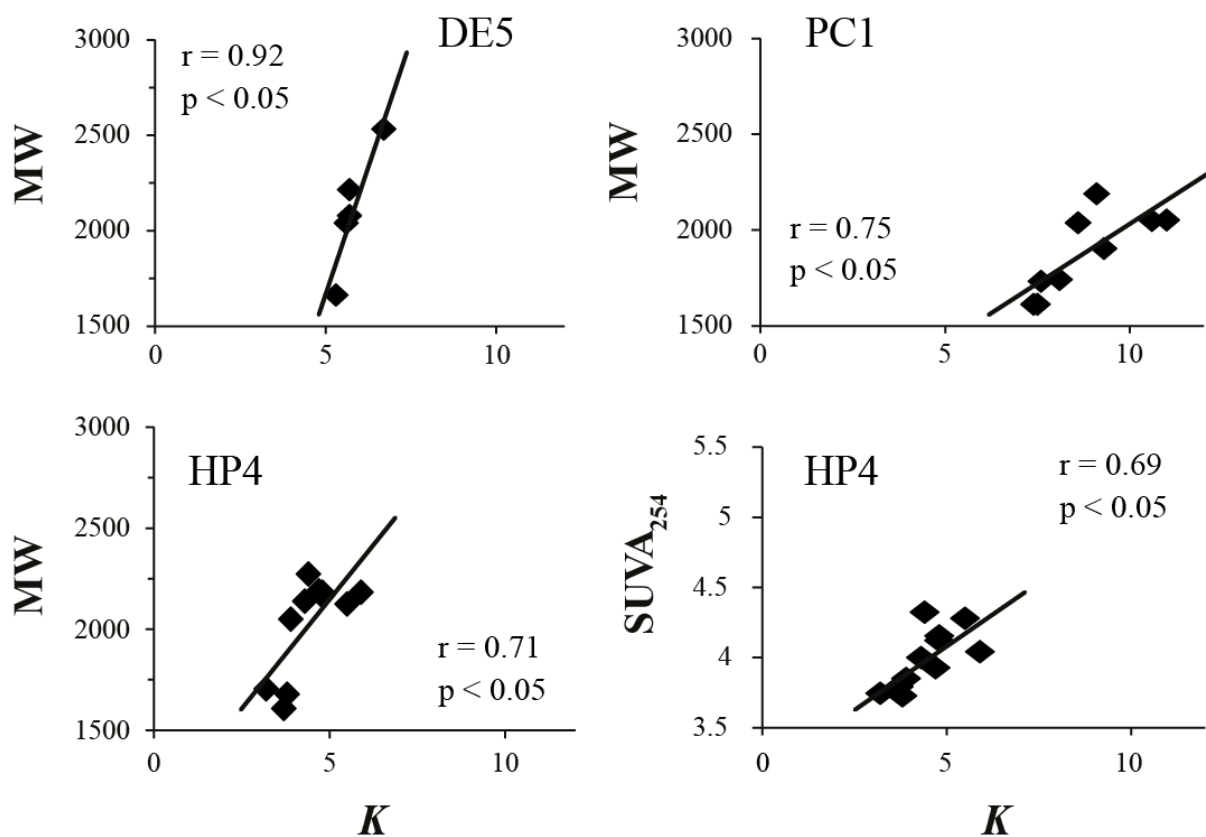 DE5
r = 0.92
p < 0.05
MW
3000
2500
2000
1500
0 5 10
PC1
r = 0.75
p < 0.05
MW
3000
2500
2000
1500
0 5 10
HP4
r = 0.71
p < 0.05
MW
3000
2500
2000
1500
0 5 10
K
HP4
r = 0.69
p < 0.05
SUVA254
5.5
5
4.5
4
3.5
0 5 10
K